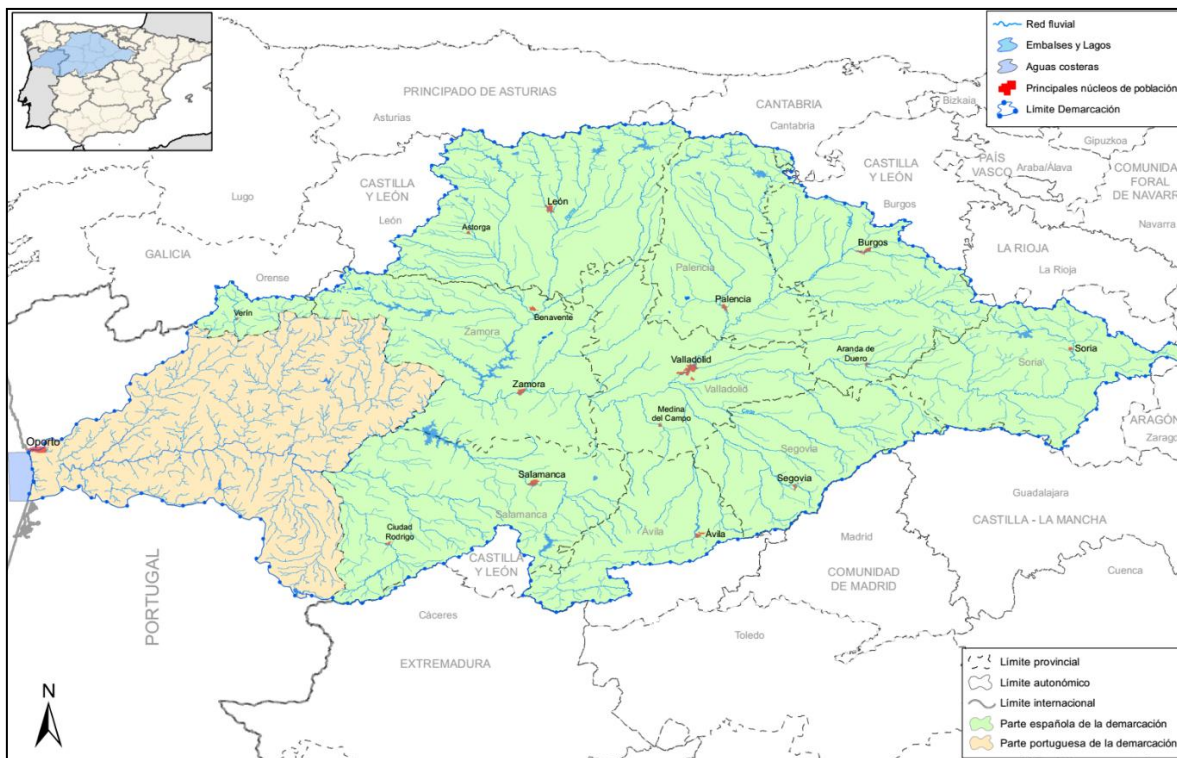 Red fluvial
Embalses y Lagos
Aguas costeras
Principales núcleos de población
Límite Demarcación
PRINCIPADO DE ASTURIAS
Asturias
CANTABRIA
Cantabria
Bizkaia
Gipuzkoa
PAÍS
VASCO
Araba/Álava
COMUNIDA
FORAL
DE NAVARR
Navarra
CASTILLA
Y LEÓN
Burgos
Lugo
CASTILLA
Y LEÓN
León
León
Astorga
Burgos
LA RIOJA
La Rioja
GALICIA
Orense
Palencia
Palencia
Verín
Benavente
Zamora
Aranda de
Duero
Soria
Soria
Valladolid
Valladolid
Zamora
Medina
del Campo
ARAGÓN
Zarago
Oporto
Segovia
Segovia
Salamanca
Salamanca
Guadalajara
CASTILLA - LA MANCHA
Cuenca
Ciudad
Rodrigo
Ávila
Ávila
Madrid
COMUNIDAD
DE MADRID
CASTILLA
Y LEÓN
PORTUGAL
Cáceres
EXTREMADURA
Toledo
N
Límite provincial
Límite autonómico
Límite internacional
Parte española de la demarcación
Parte portuguesa de la demarcación